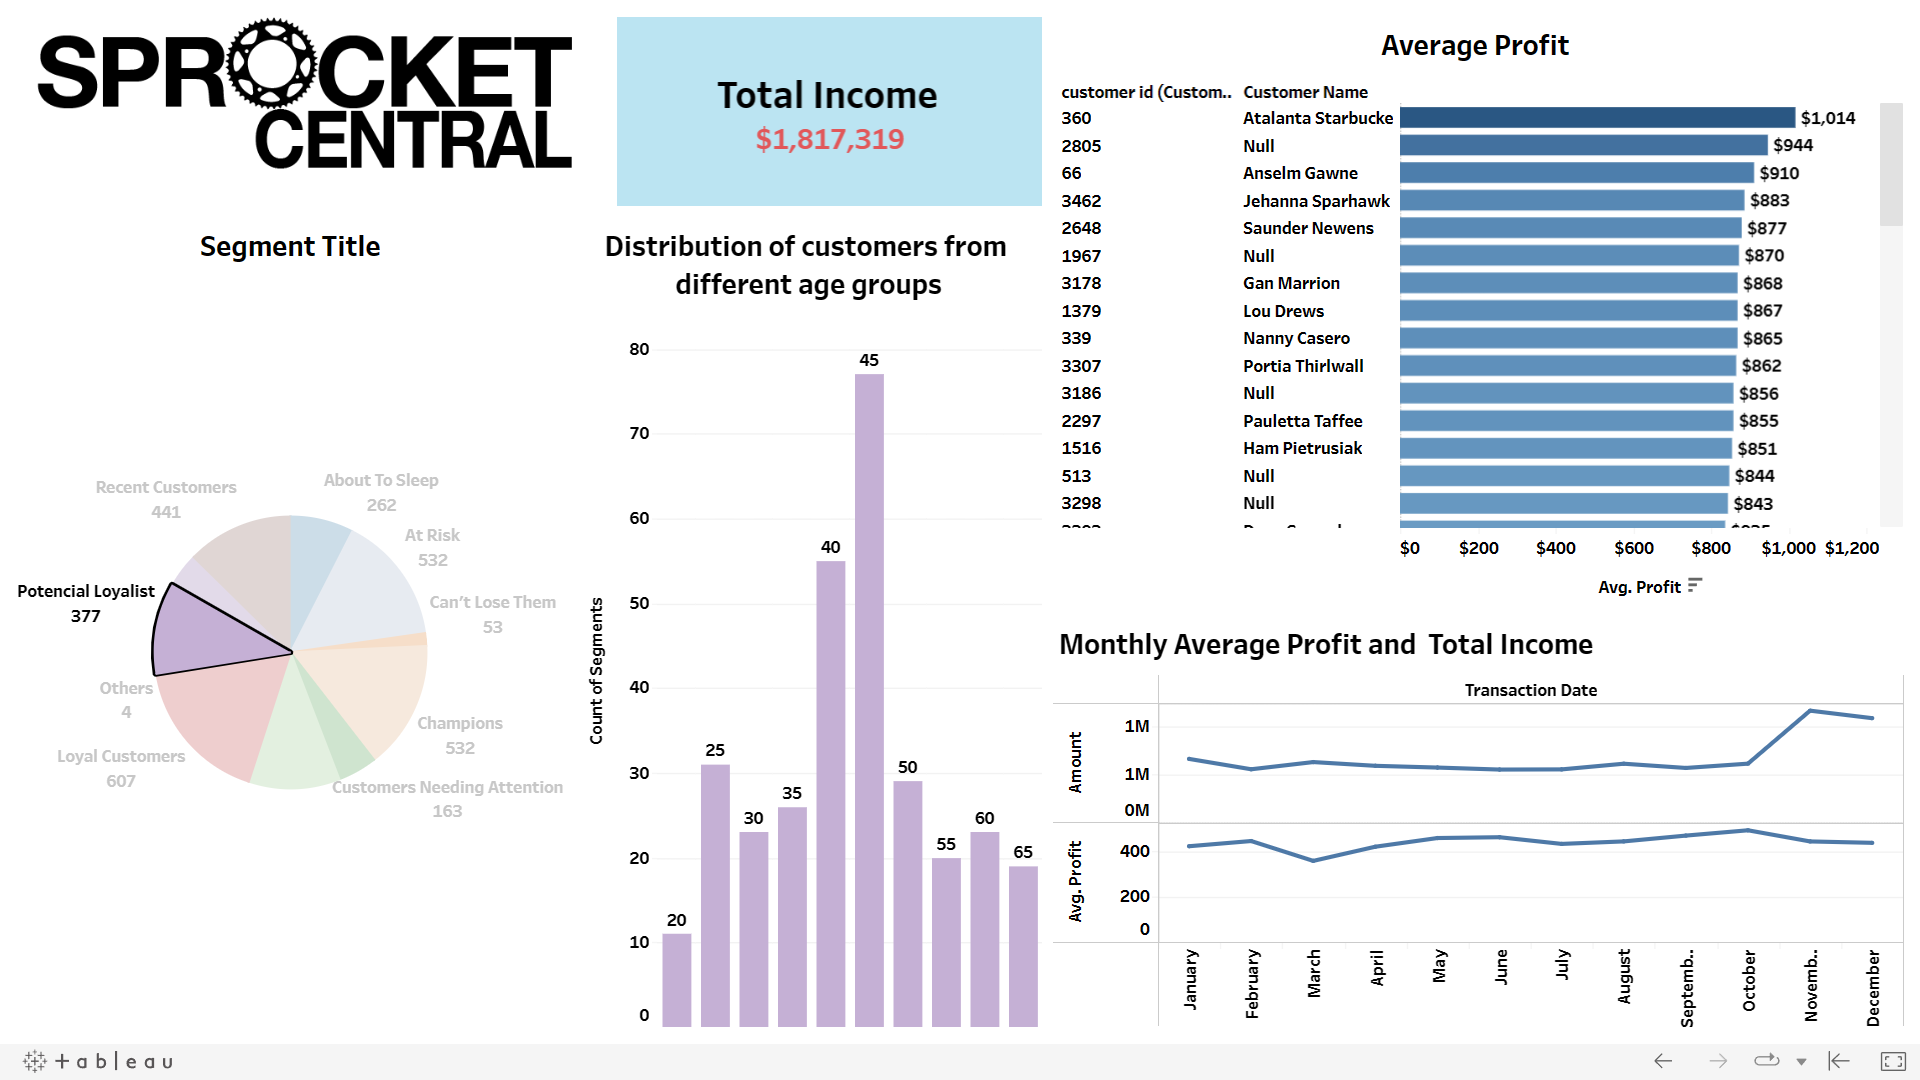 SPROCKET
CENTRAL
Total Income
$1,817,319
Segment Title
Recent Customers
441
About To Sleep
262
At Risk
532
Potencial Loyalist
377
Can't Lose Them
53
Others
4
Champions
532
Loyal Customers
607
Customers Needing Attention
163
Distribution of customers from
different age groups
Count of Segments
80
70
60
50
40
30
20
10
0
20
25
30
35
40
45
50
55
60
65
Average Profit
customer id (Custom.. Customer Name
360 Atalanta Starbucke $1,014
2805 Null $944
66 Anselm Gawne $910
3462 Jehanna Sparhawk $883
2648 Saunder Newens $877
1967 Null $870
3178 Gan Marrion $868
1379 Lou Drews $867
339 Nanny Casero $865
3307 Portia Thirlwall $862
3186 Null $856
2297 Pauletta Taffee $855
1516 Ham Pietrusiak $851
513 Null $844
3298 Null $843
$0 $200 $400 $600 $800 $1,000 $1,200
Avg. Profit
Monthly Average Profit and Total Income
Transaction Date
Amount
1M
1M
0M
Avg. Profit
400
200
0
January
February
March
April
May
June
July
August
Septemb..
October
Novemb..
December
+ a b l e a u